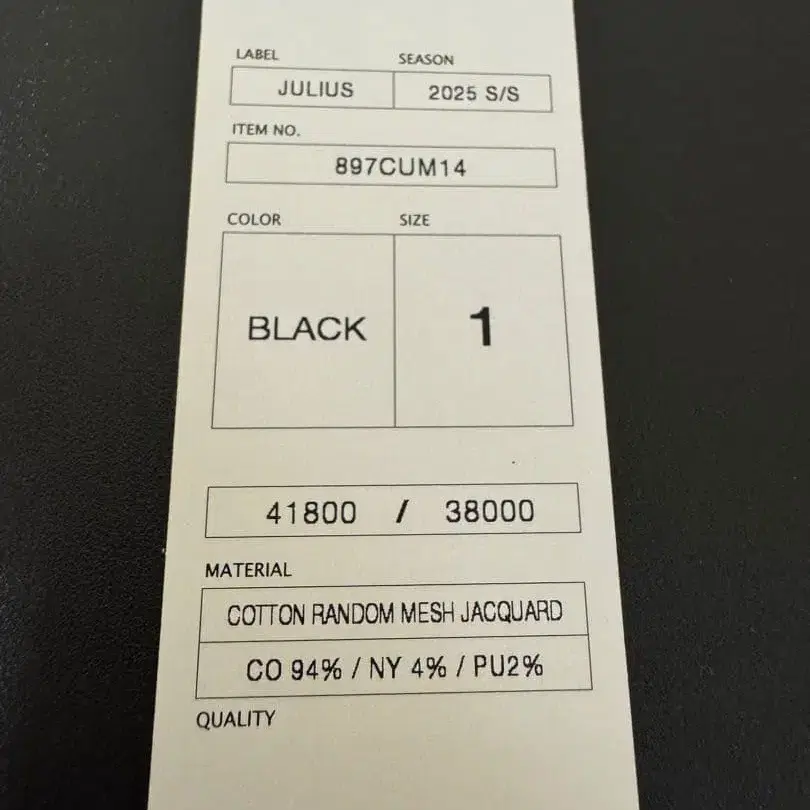 LABEL SEASON
JULIUS 2025 S/S
ITEM NO.
897CUM14
COLOR SIZE
BLACK 1
41800 / 38000
MATERIAL
COTTON RANDOM MESH JACQUARD
CO 94% / NY 4% / PU2%
QUALITY